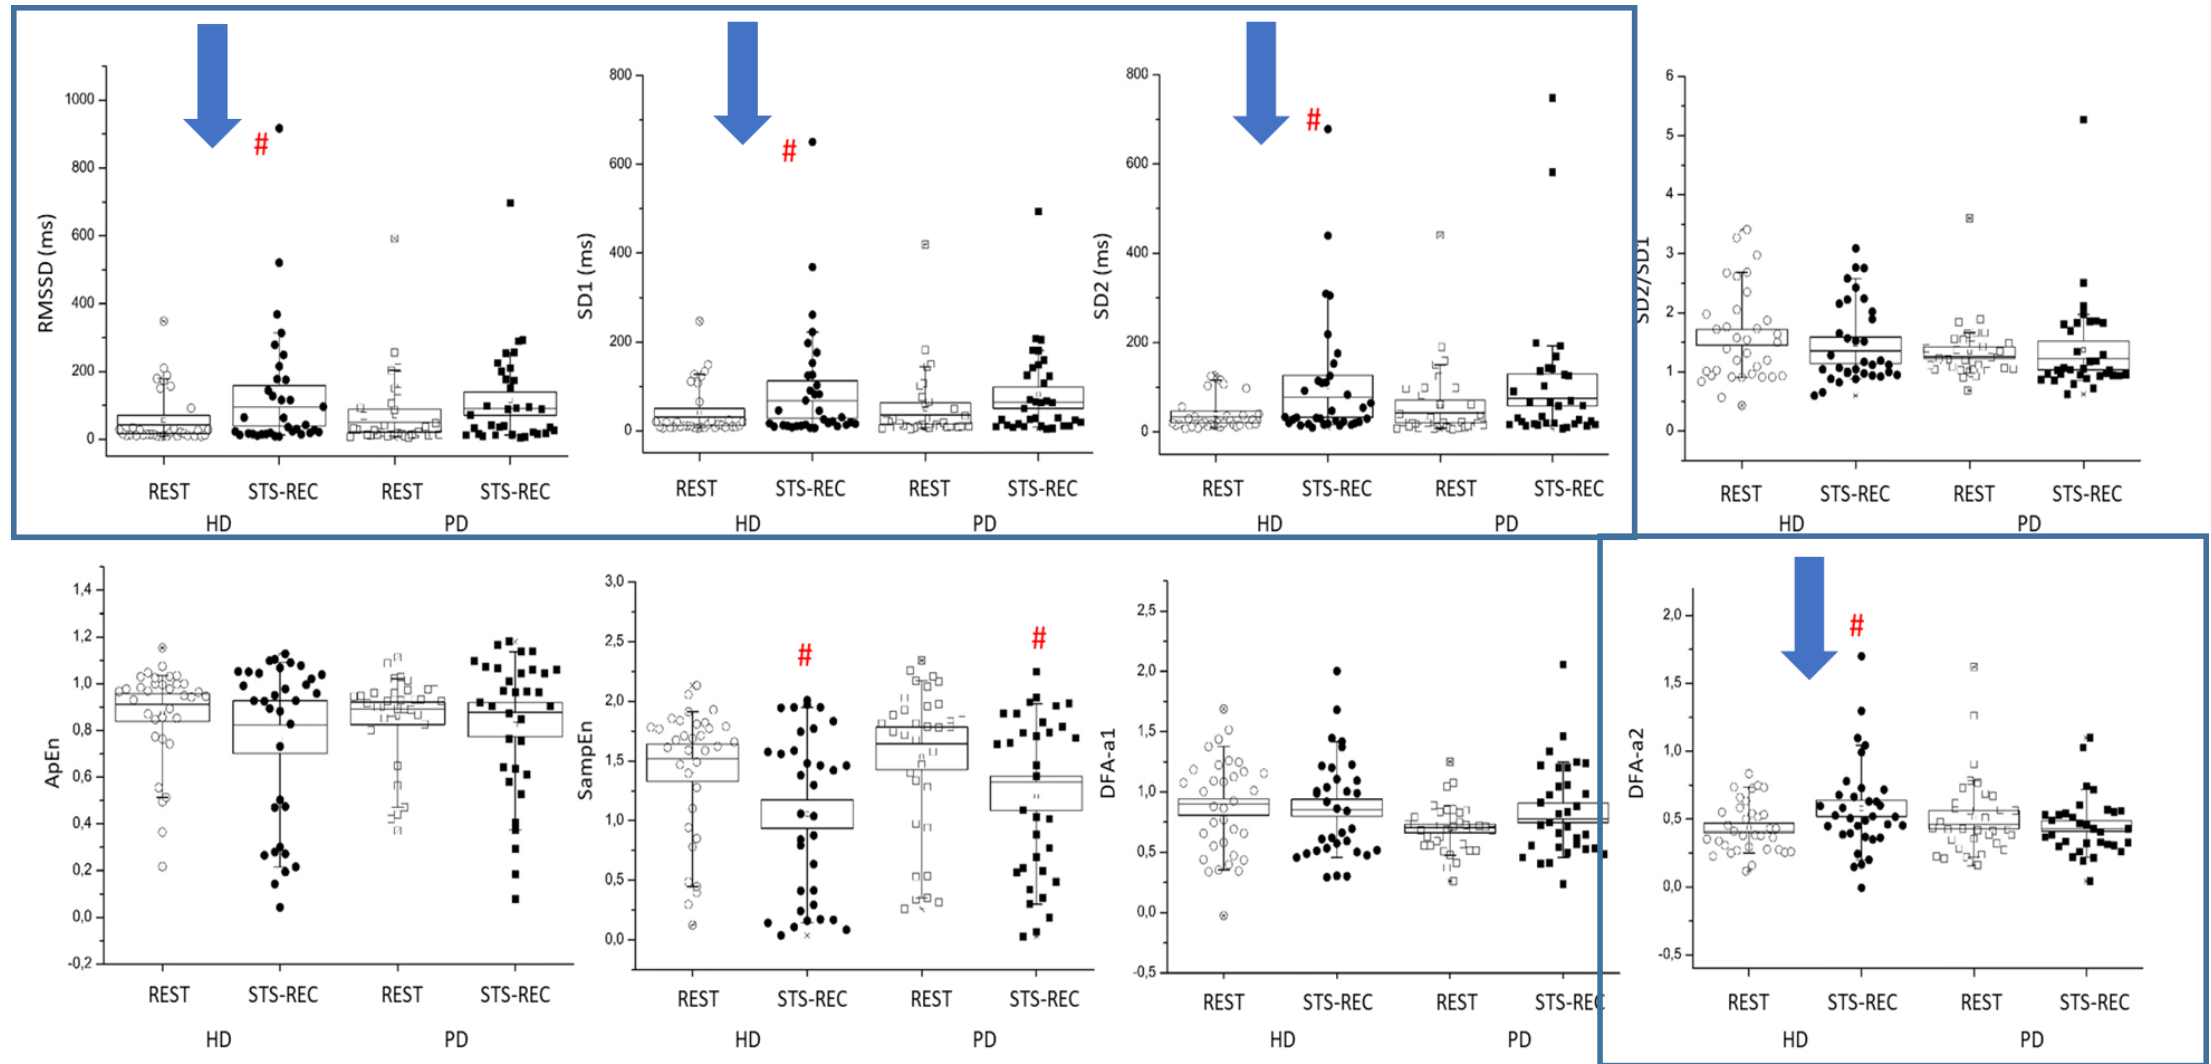 RMSSD (ms)
1000
800
600
400
200
0
#
REST STS-REC REST STS-REC
HD PD
SD1 (ms)
800
600
400
200
0
#
REST STS-REC REST STS-REC
HD PD
SD2 (ms)
800
600
400
200
0
#
REST STS-REC REST STS-REC
HD PD
SD2/SD1
6
5
4
3
2
1
0
REST STS-REC REST STS-REC
HD PD
ApEn
1,4
1,2
1,0
0,8
0,6
0,4
0,2
0,0
-0,2
REST STS-REC REST STS-REC
HD PD
SampEn
3,0
2,5
2,0
1,5
1,0
0,5
0,0
#
#
REST STS-REC REST STS-REC
HD PD
DFA-a1
2,5
2,0
1,5
1,0
0,5
0,0
-0,5
REST STS-REC REST STS-REC
HD PD
DFA-a2
2,0
1,5
1,0
0,5
0,0
-0,5
#
REST STS-REC REST STS-REC
HD PD